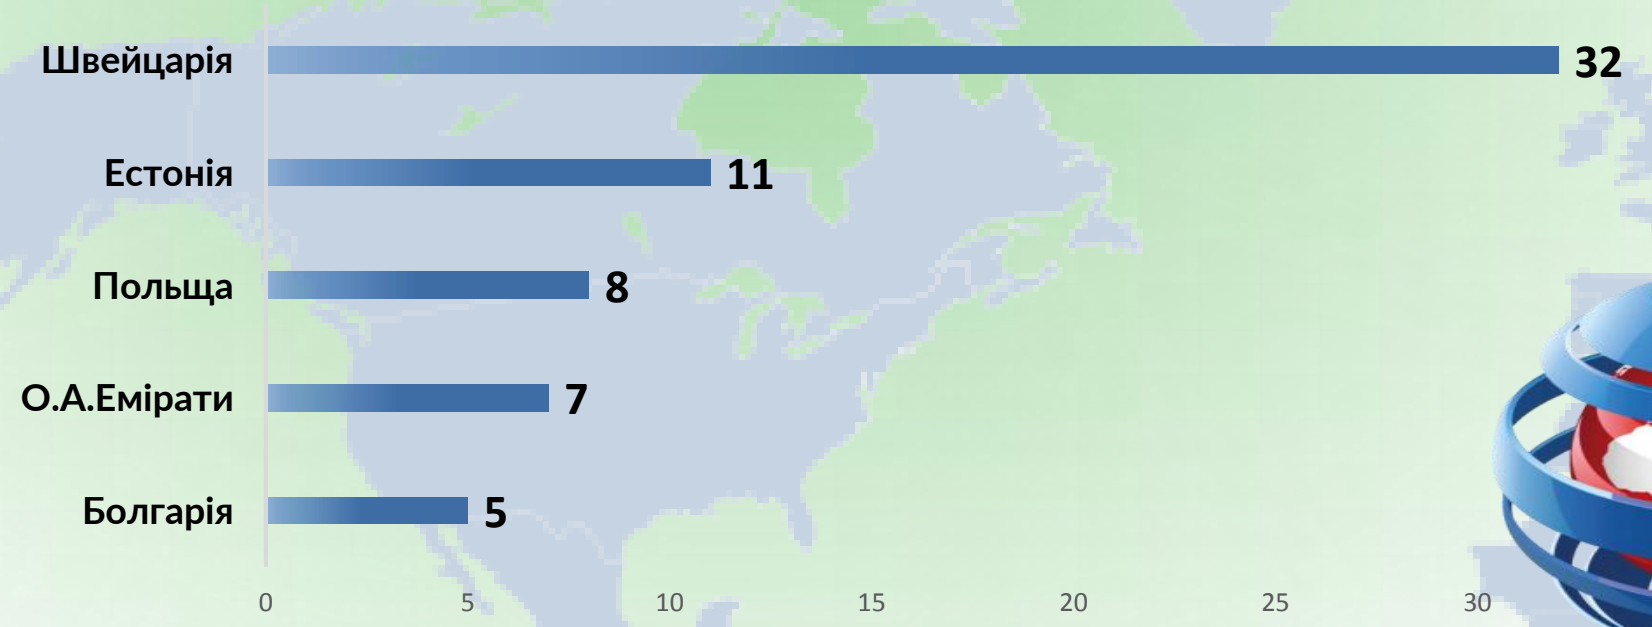 Швейцарія 32
Естонія 11
Польща 8
О.А.Емірати 7
Болгарія 5
0 5 10 15 20 25 30